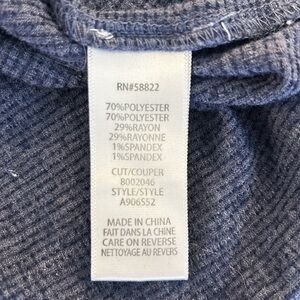 RN#58822
70%POLYESTER
70%POLYESTER
29%RAYON
29%RAYONNE
1%SPANDEX
1%SPANDEX
CUT/COUPER
8002046
STYLE/STYLE
A906S52
MADE IN CHINA
FAIT DANS LA CHINE
CARE ON REVERSE
NETTOYAGE AU REVERS